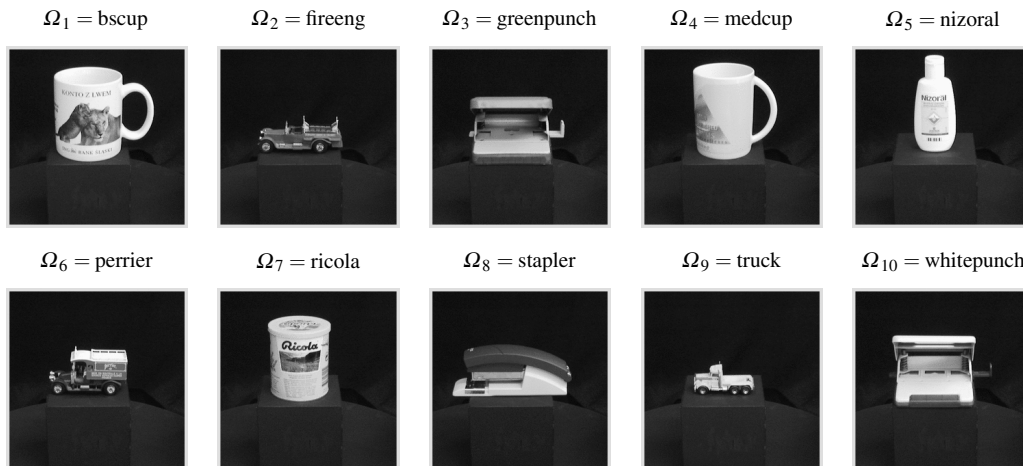 Ω1 = bscup
Ω2 = fireeng
Ω3 = greenpunch
Ω4 = medcup
Ω5 = nizoral
KONTO Z LWEM
Nizoral
Ω6 = perrier
Ω7 = ricola
Ω8 = stapler
Ω9 = truck
Ω10 = whitepunch
Ricola